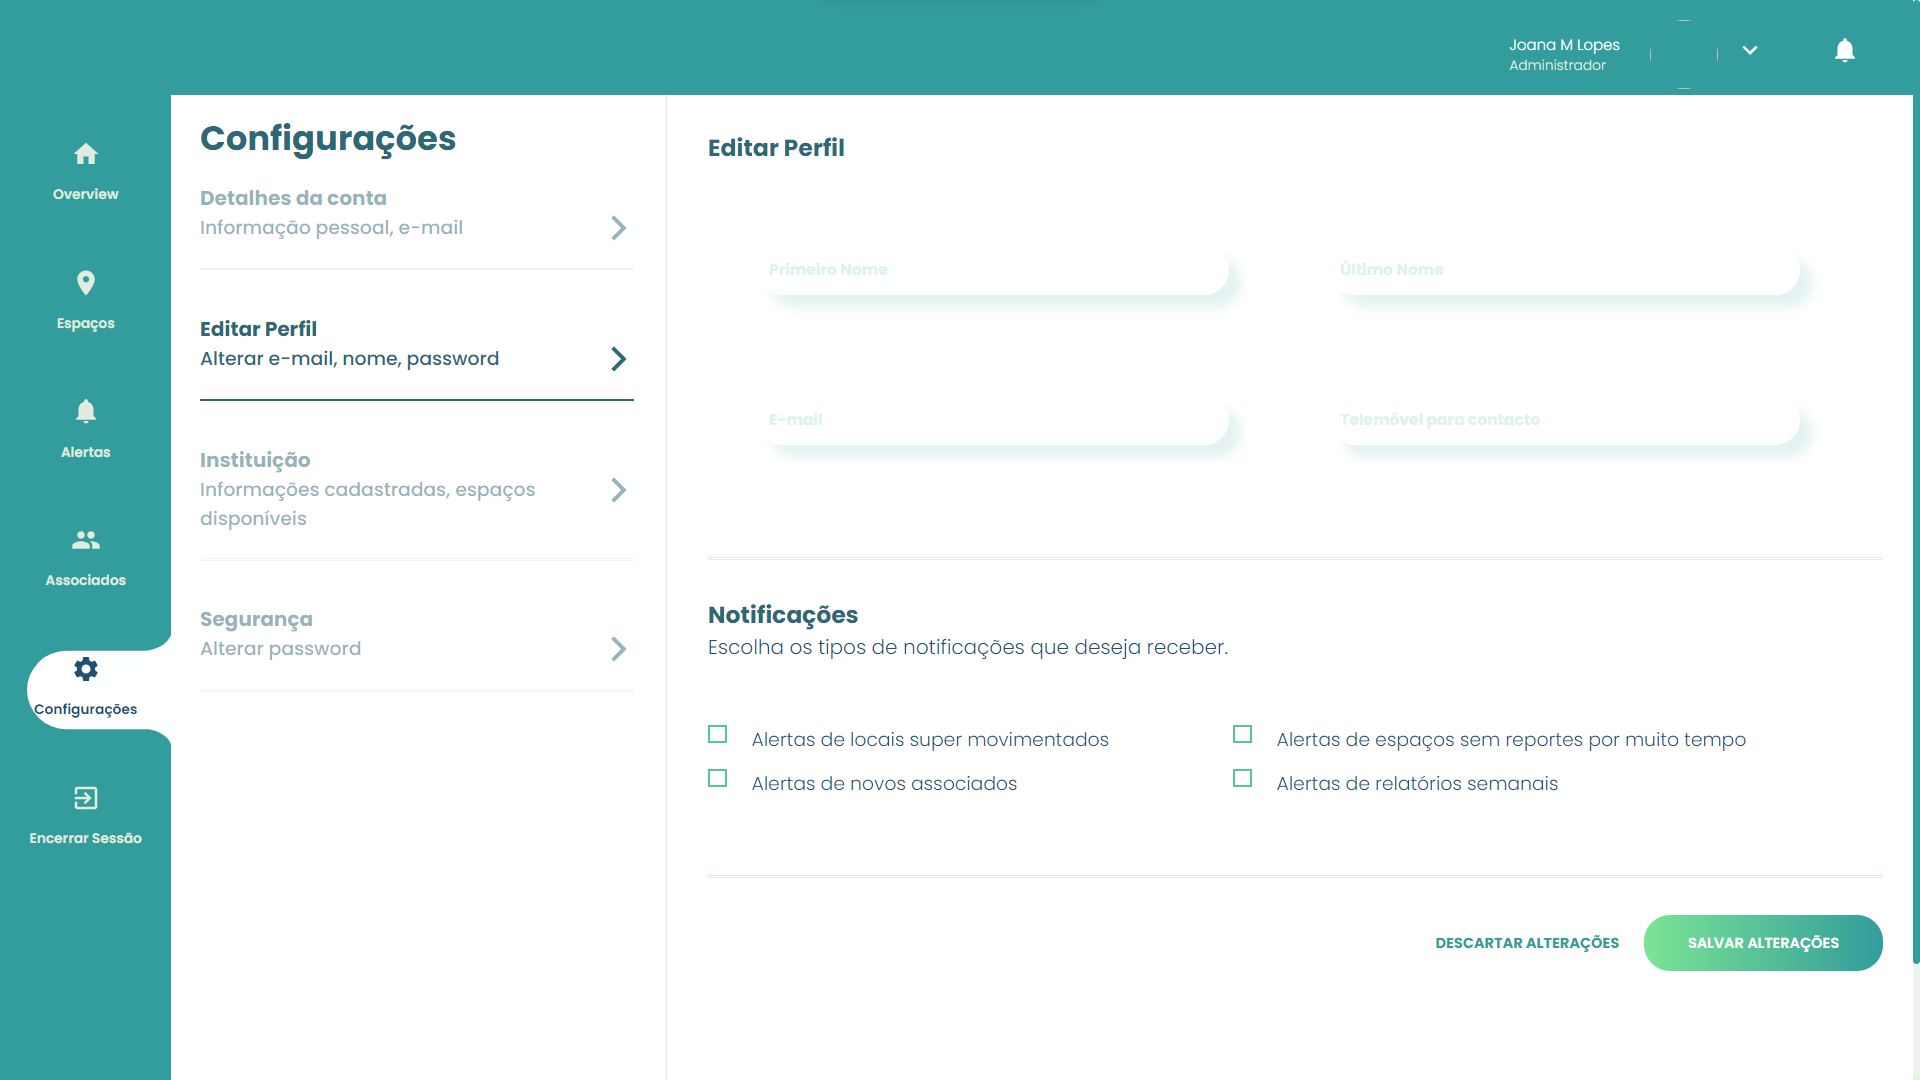 Joana M Lopes
Administrador
Overview
Espaços
Alertas
Associados
Configurações
Encerrar Sessão
Configurações
Detalhes da conta
Informação pessoal, e-mail
Editar Perfil
Alterar e-mail, nome, password
Instituição
Informações cadastradas, espaços
disponíveis
Segurança
Alterar password
Editar Perfil
Primeiro Nome
Último Nome
E-mail
Telemóvel para contacto
Notificações
Escolha os tipos de notificações que deseja receber.
Alertas de locais super movimentados
Alertas de espaços sem reportes por muito tempo
Alertas de novos associados
Alertas de relatórios semanais
DESCARTAR ALTERAÇÕES
SALVAR ALTERAÇÕES